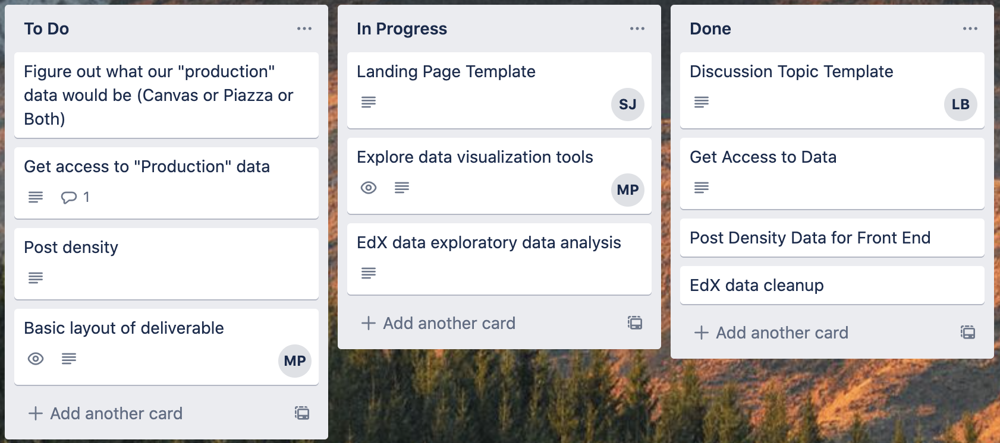 To Do
Figure out what our "production"
data would be (Canvas or Piazza or
Both)
Get access to "Production" data
1
Post density
Basic layout of deliverable
MP
Add another card
In Progress
Landing Page Template
SJ
Explore data visualization tools
MP
EdX data exploratory data analysis
Add another card
Done
Discussion Topic Template
LB
Get Access to Data
Post Density Data for Front End
EdX data cleanup
Add another card